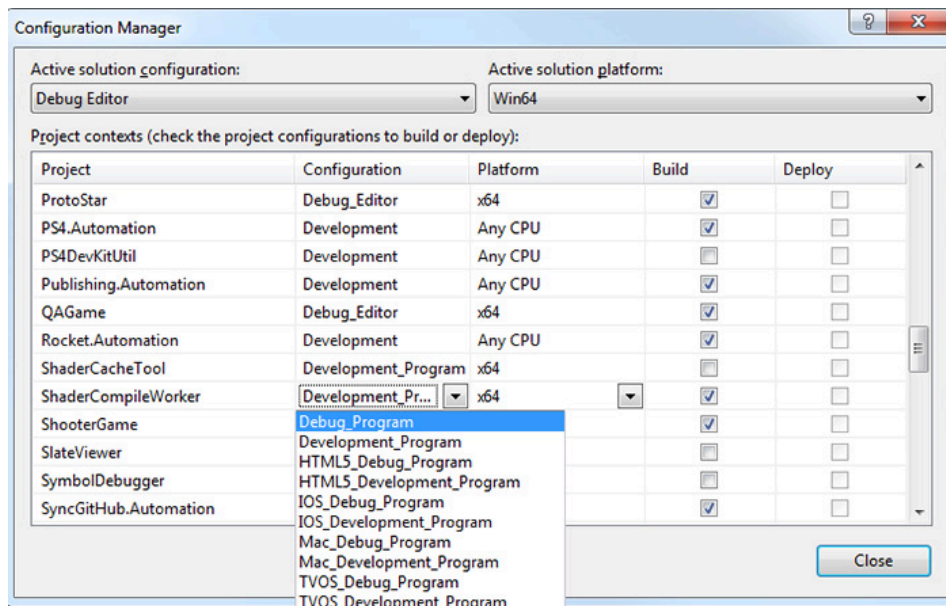 Configuration Manager
Active solution configuration: Active solution platform:
Debug Editor Win64
Project contexts (check the project configurations to build or deploy):
Project Configuration Platform Build Deploy
ProtoStar Debug_Editor x64
PS4.Automation Development Any CPU
PS4DevKitUtil Development Any CPU
Publishing.Automation Development Any CPU
QAGame Debug_Editor x64
Rocket.Automation Development Any CPU
ShaderCacheTool Development_Program x64
ShaderCompileWorker Development_Pr... x64
ShooterGame Debug_Program
SlateViewer Development_Program
HTML5_Debug_Program
SymbolDebugger HTML5_Development_Program
IOS_Debug_Program
SyncGitHub.Automation IOS_Development_Program
Mac_Debug_Program
Mac_Development_Program Close
TVOS_Debug_Program
TVOS_Development_Program